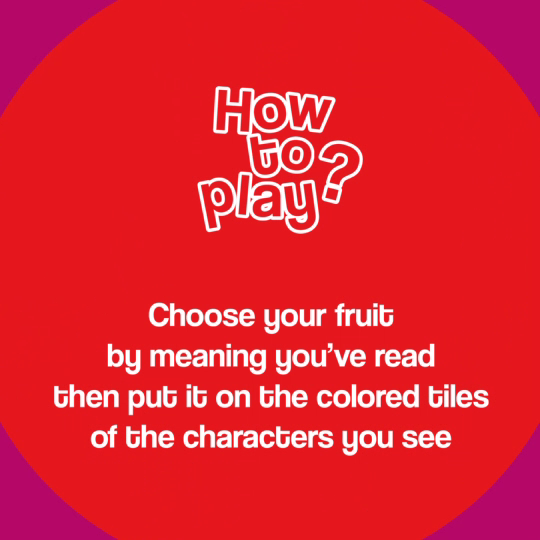 How
to
play?
Choose your fruit
by meaning you've read
then put it on the colored tiles
of the characters you see